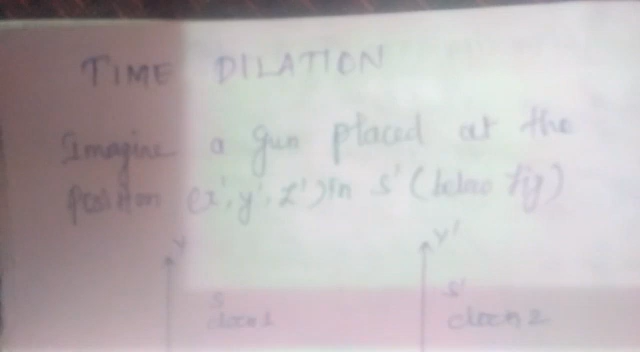 TIME DILATION
Imagine a gun placed at the
position (x', y', z') in S' (below fig)
Y Y'
S S'
clock 1 clock 2